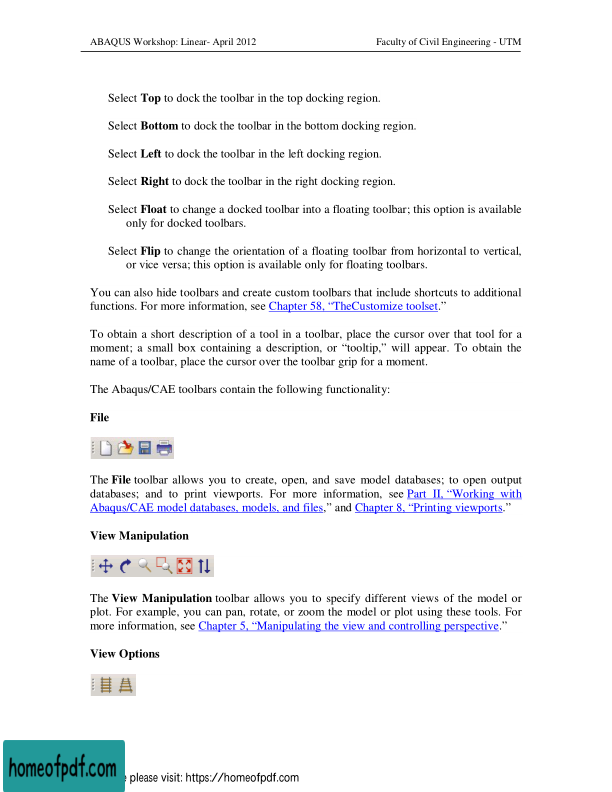 ABAQUS Workshop: Linear- April 2012 Faculty of Civil Engineering - UTM
Select Top to dock the toolbar in the top docking region.
Select Bottom to dock the toolbar in the bottom docking region.
Select Left to dock the toolbar in the left docking region.
Select Right to dock the toolbar in the right docking region.
Select Float to change a docked toolbar into a floating toolbar; this option is available
only for docked toolbars.
Select Flip to change the orientation of a floating toolbar from horizontal to vertical,
or vice versa; this option is available only for floating toolbars.
You can also hide toolbars and create custom toolbars that include shortcuts to additional
functions. For more information, see Chapter 58, “TheCustomize toolset.”
To obtain a short description of a tool in a toolbar, place the cursor over that tool for a
moment; a small box containing a description, or “tooltip,” will appear. To obtain the
name of a toolbar, place the cursor over the toolbar grip for a moment.
The Abaqus/CAE toolbars contain the following functionality:
File
The File toolbar allows you to create, open, and save model databases; to open output
databases; and to print viewports. For more information, see Part II, “Working with
Abaqus/CAE model databases, models, and files,” and Chapter 8, “Printing viewports.”
View Manipulation
The View Manipulation toolbar allows you to specify different views of the model or
plot. For example, you can pan, rotate, or zoom the model or plot using these tools. For
more information, see Chapter 5, “Manipulating the view and controlling perspective.”
View Options
homeofpdf.com
please visit: https://homeofpdf.com